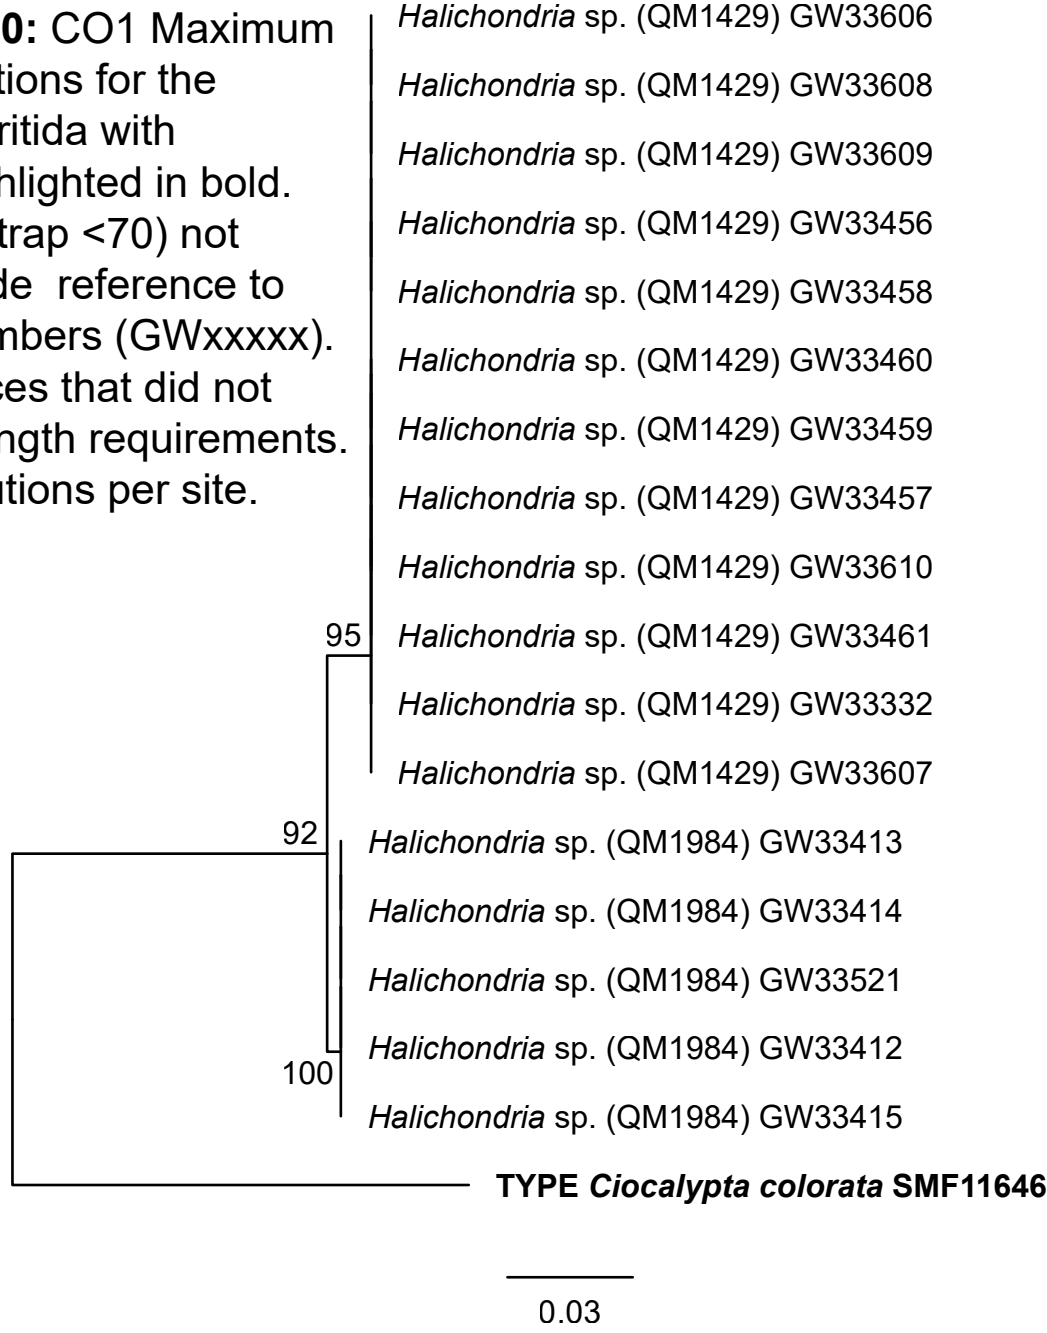 0: CO1 Maximum
tions for the
ritida with
hlighted in bold.
trap <70) not
de reference to
mbers (GWxxxxx).
ces that did not
ngth requirements.
utions per site.
Halichondria sp. (QM1429) GW33606
Halichondria sp. (QM1429) GW33608
Halichondria sp. (QM1429) GW33609
Halichondria sp. (QM1429) GW33456
Halichondria sp. (QM1429) GW33458
Halichondria sp. (QM1429) GW33460
Halichondria sp. (QM1429) GW33459
Halichondria sp. (QM1429) GW33457
Halichondria sp. (QM1429) GW33610
95
Halichondria sp. (QM1429) GW33461
Halichondria sp. (QM1429) GW33332
Halichondria sp. (QM1429) GW33607
92
Halichondria sp. (QM1984) GW33413
Halichondria sp. (QM1984) GW33414
Halichondria sp. (QM1984) GW33521
Halichondria sp. (QM1984) GW33412
100
Halichondria sp. (QM1984) GW33415
TYPE Ciocalypta colorata SMF11646
0.03